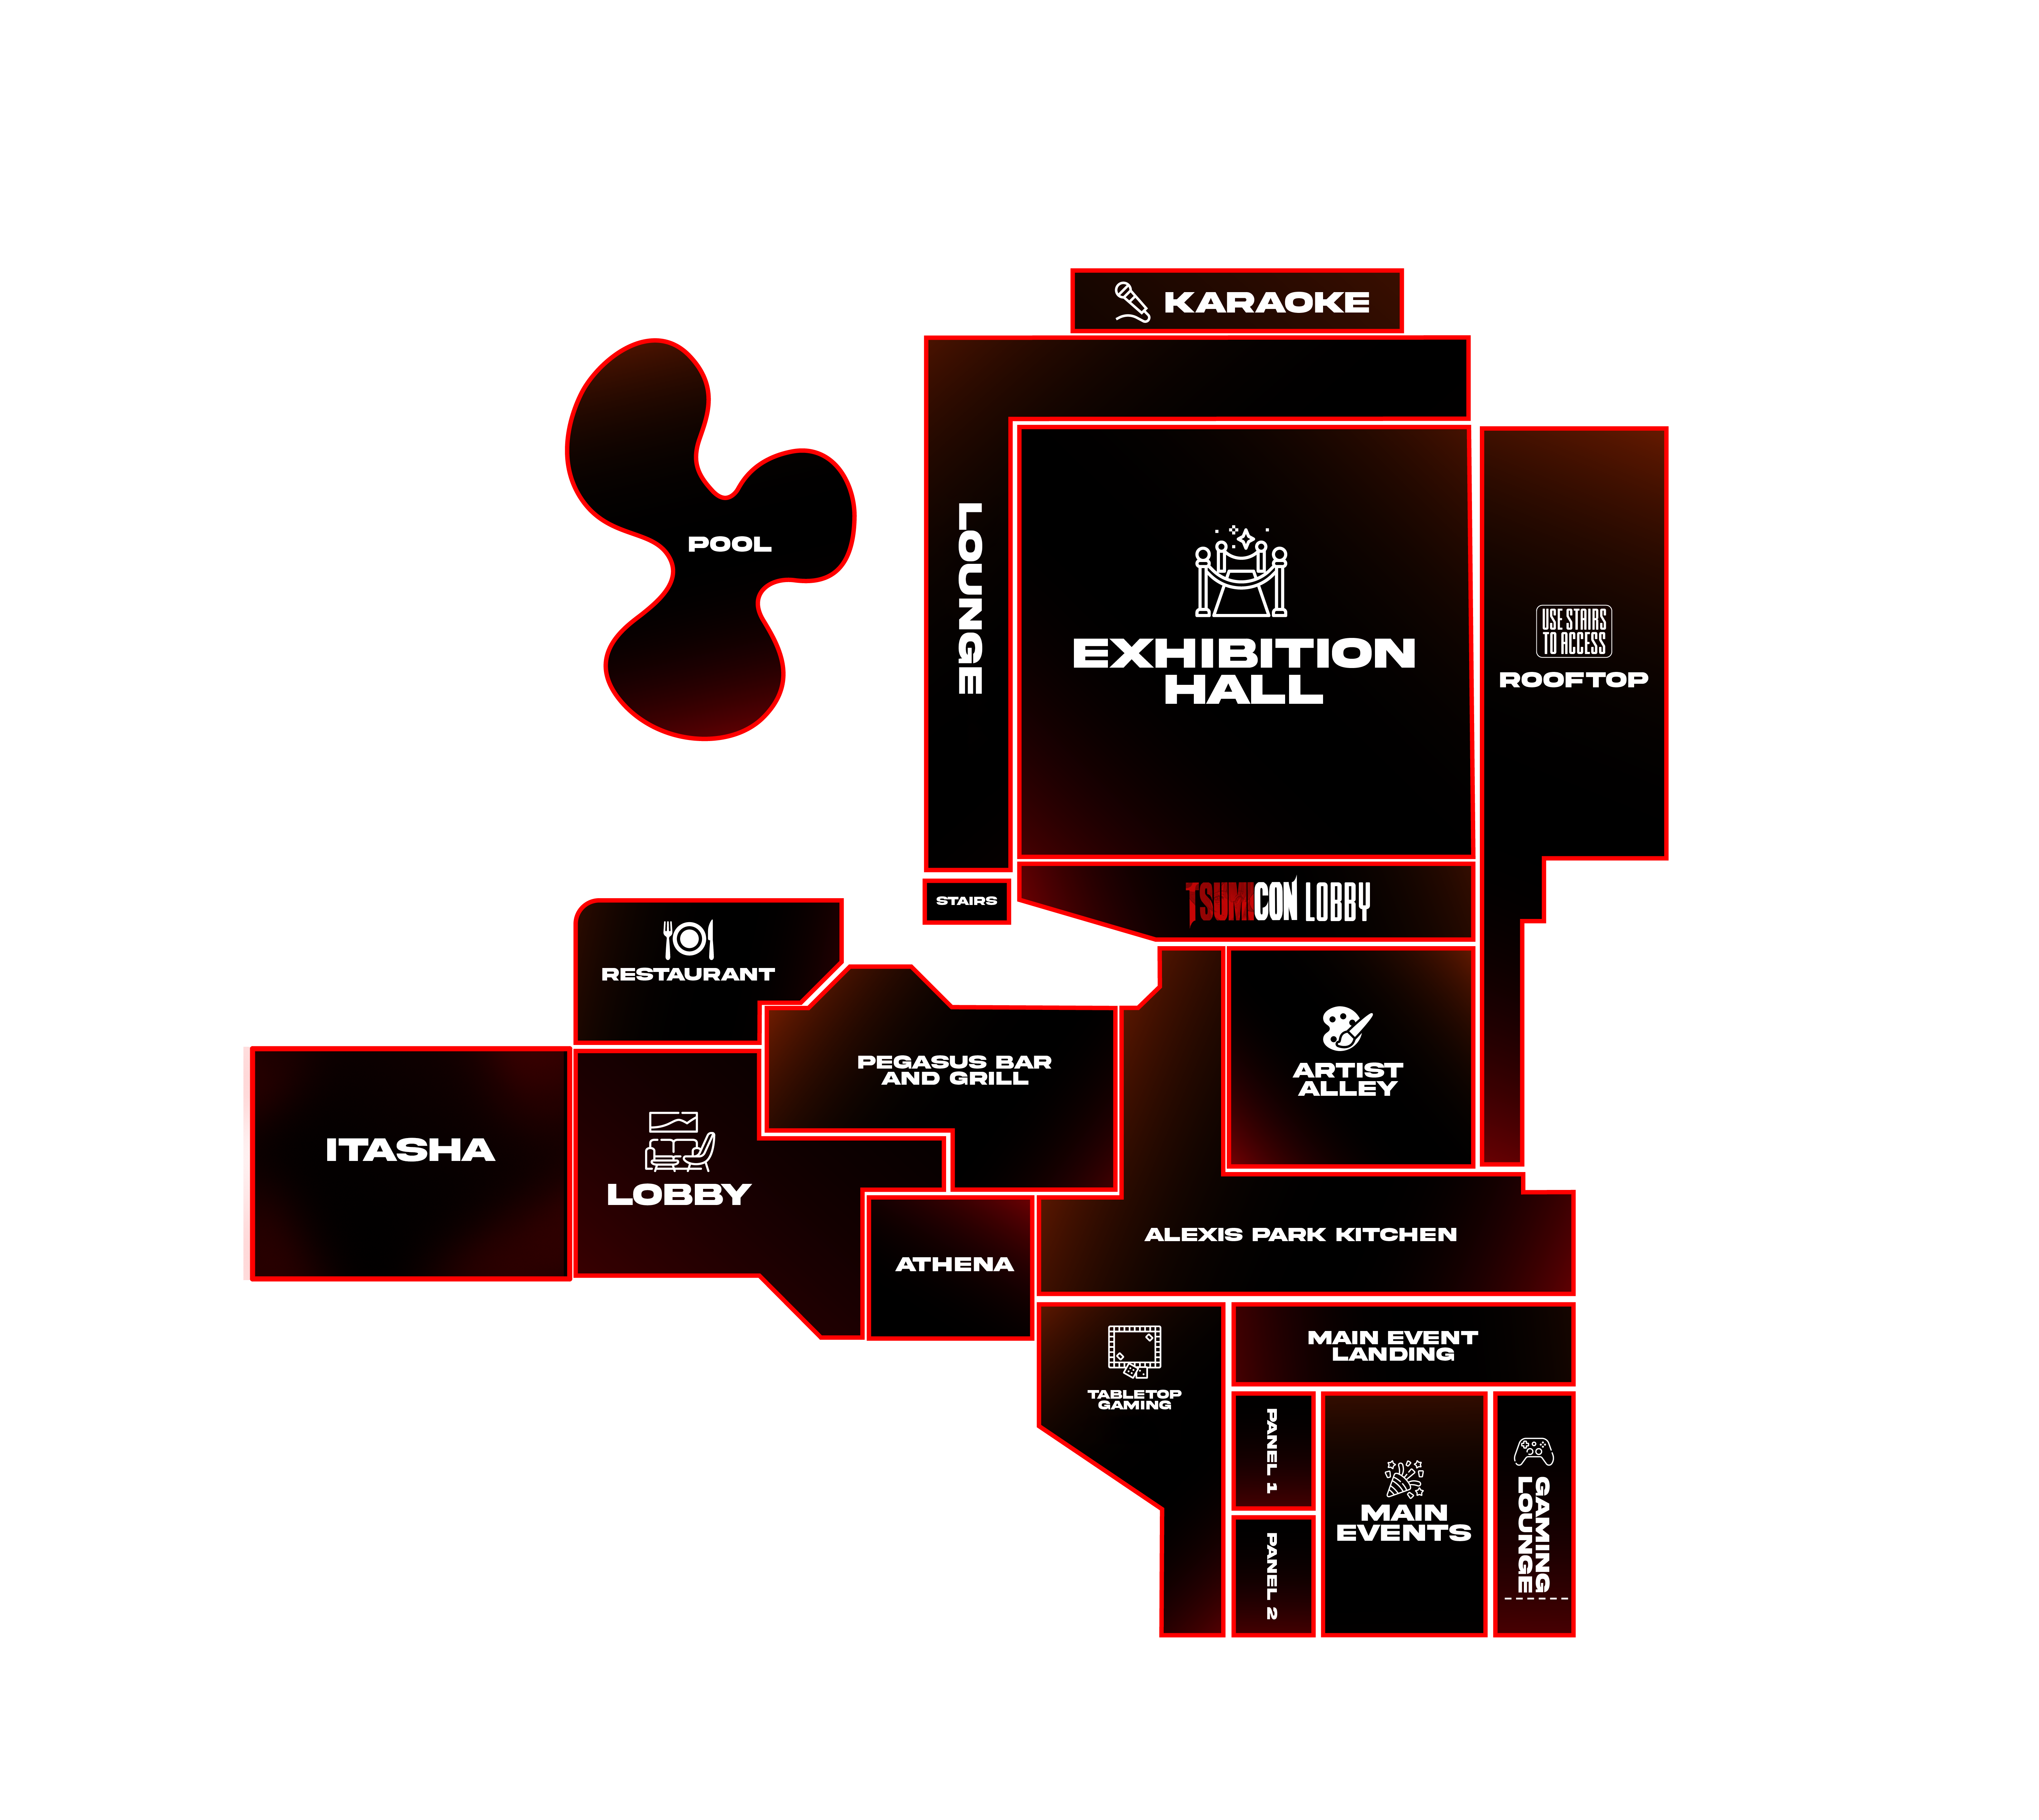 KARAOKE
POOL
LOUNGE
EXHIBITION
HALL
USE STAIRS
TO ACCESS
ROOFTOP
STAIRS
TSUMICON LOBBY
RESTAURANT
PEGASUS BAR
AND GRILL
ARTIST
ALLEY
ITASHA
LOBBY
ATHENA
ALEXIS PARK KITCHEN
MAIN EVENT
LANDING
TABLETOP
GAMING
PANEL 1
PANEL 2
MAIN
EVENTS
GAMING
LOUNGE